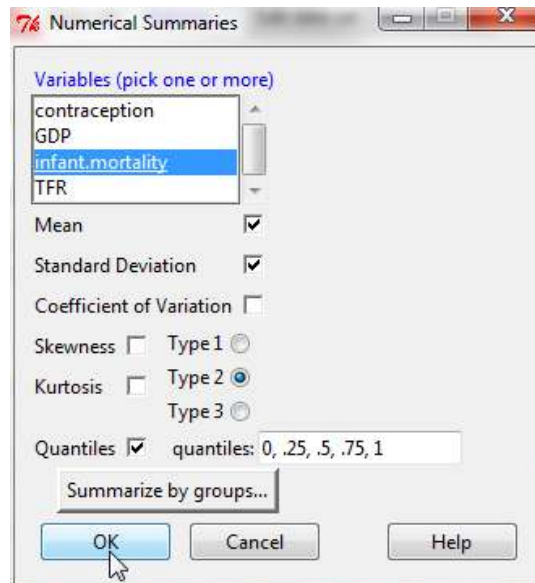 Numerical Summaries
Variables (pick one or more)
contraception
GDP
infant.mortality
TFR
Mean
Standard Deviation
Coefficient of Variation
Skewness Type 1
Kurtosis Type 2
Type 3
Quantiles quantiles: 0, .25, .5, .75, 1
Summarize by groups...
OK Cancel Help